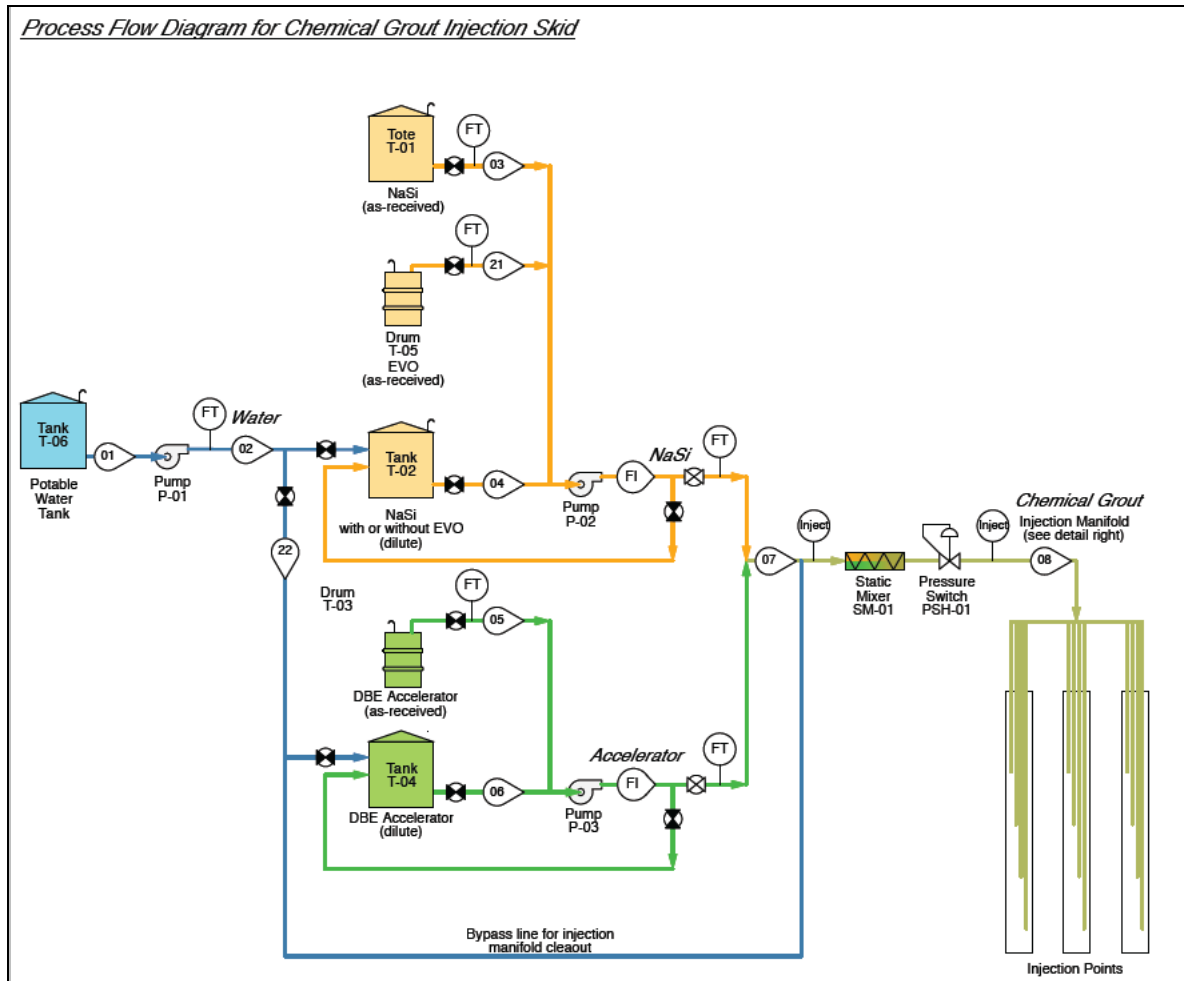 Process Flow Diagram for Chemical Grout Injection Skid
Tote
T-01
FT
03
NaSi
(as-received)
FT
21
Drum
T-05
EVO
(as-received)
Tank
T-06
01
Potable
Water
Tank
Pump
P-01
FT
Water
02
Tank
T-02
04
NaSi
with or without EVO
(dilute)
Pump
P-02
FI
NaSi
FT
22
Drum
T-03
FT
05
DBE Accelerator
(as-received)
Tank
T-04
06
DBE Accelerator
(dilute)
Pump
P-03
FI
Accelerator
FT
07
Inject
Static
Mixer
SM-01
Pressure
Switch
PSH-01
Inject
Chemical Grout
Injection Manifold
(see detail right)
08
Injection Points
Bypass line for injection
manifold cleaout